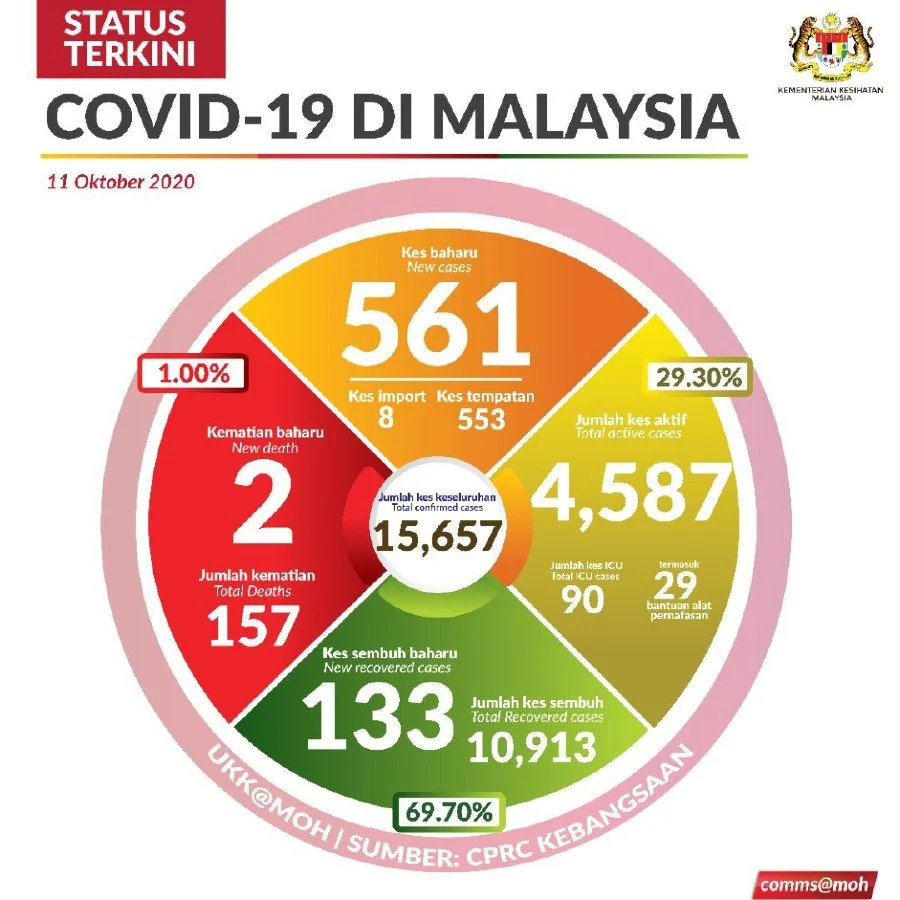 STATUS
TERKINI
KEMENTERIAN KESIHATAN
MALAYSIA
COVID-19 DI MALAYSIA
11 Oktober 2020
Kes baharu
New cases
561
Kes import
8
Kes tempatan
553
1.00%
Kematian baharu
New death
2
Jumlah kematian
Total Deaths
157
29.30%
Jumlah kes aktif
Total active cases
4,587
Jumlah kes ICU
Total ICU cases
90
termasuk
29
bantuan alat
pernafasan
Jumlah kes keseluruhan
Total confirmed cases
15,657
Kes sembuh baharu
New recovered cases
133
Jumlah kes sembuh
Total Recovered cases
10,913
69.70%
UKK@MOH | SUMBER: CPRC KEBANGSAAN
comms@moh